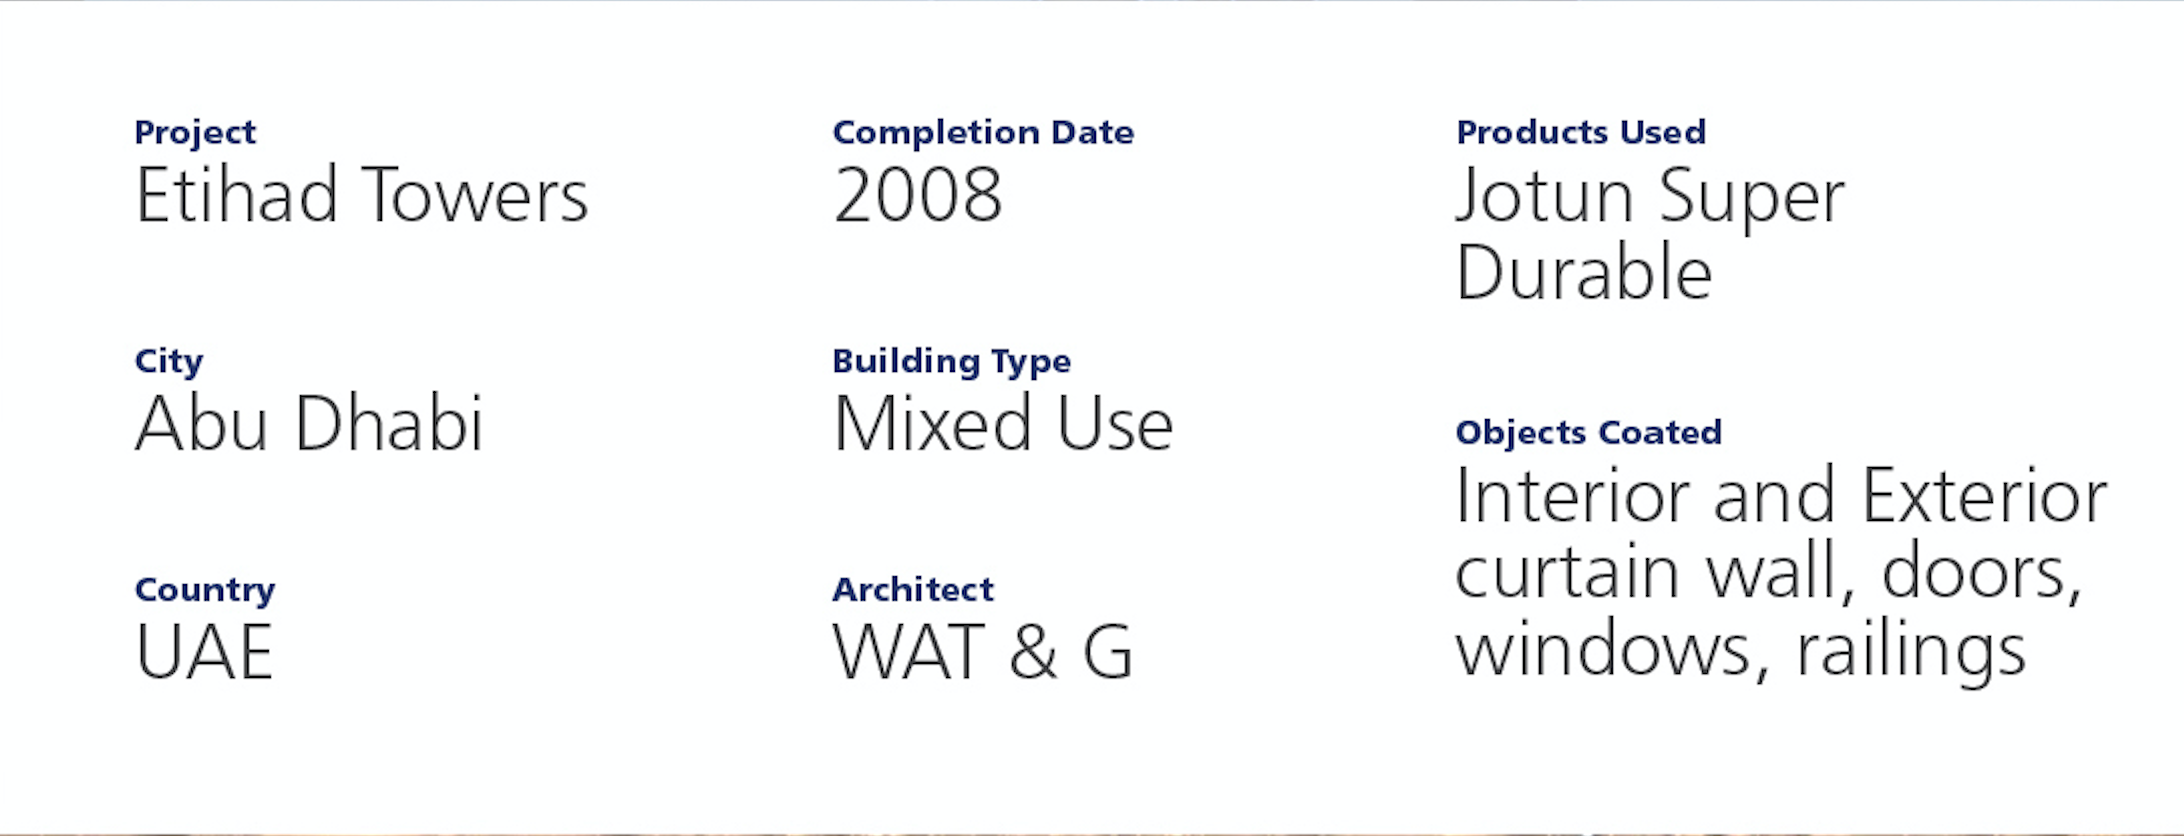 Project
Etihad Towers
City
Abu Dhabi
Country
UAE
Completion Date
2008
Building Type
Mixed Use
Architect
WAT & G
Products Used
Jotun Super
Durable
Objects Coated
Interior and Exterior
curtain wall, doors,
windows, railings